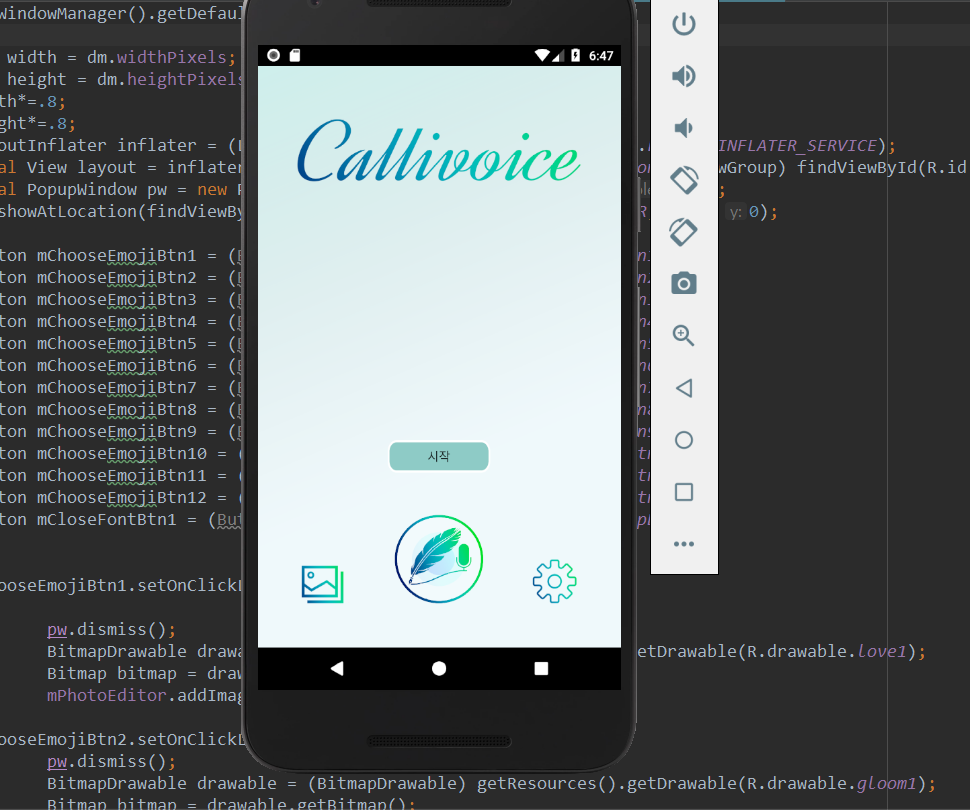 WindowManager().getDefau
width = dm.widthPixels;
height = dm.heightPixels
th*=.8;
ght*=.8;
outInflater inflater = (
INFLATER_SERVICE);
al View layout = inflater
wGroup) findViewById(R.id
al PopupWindow pw = new
;
showAtLocation(findViewBy
y: 0);
6:47
Callivoice
ton mChooseEmojiBtn1 = (
ton mChooseEmojiBtn2 = (
ton mChooseEmojiBtn3 = (
ton mChooseEmojiBtn4 = (
ton mChooseEmojiBtn5 = (
ton mChooseEmojiBtn6 = (
ton mChooseEmojiBtn7 = (
ton mChooseEmojiBtn8 = (
ton mChooseEmojiBtn9 = (
ton mChooseEmojiBtn10 = (
ton mChooseEmojiBtn11 = (
ton mChooseEmojiBtn12 = (
ton mCloseFontBtn1 = (But
시작
ooseEmojiBtn1.setOnClickL
pw.dismiss();
BitmapDrawable drawa
etDrawable(R.drawable.love1);
Bitmap bitmap = draw
mPhotoEditor.addImag
ooseEmojiBtn2.setOnClickL
pw.dismiss();
BitmapDrawable drawable = (BitmapDrawable) getResources().getDrawable(R.drawable.gloom1);
Bitmap bitmap = drawable.getBitmap();